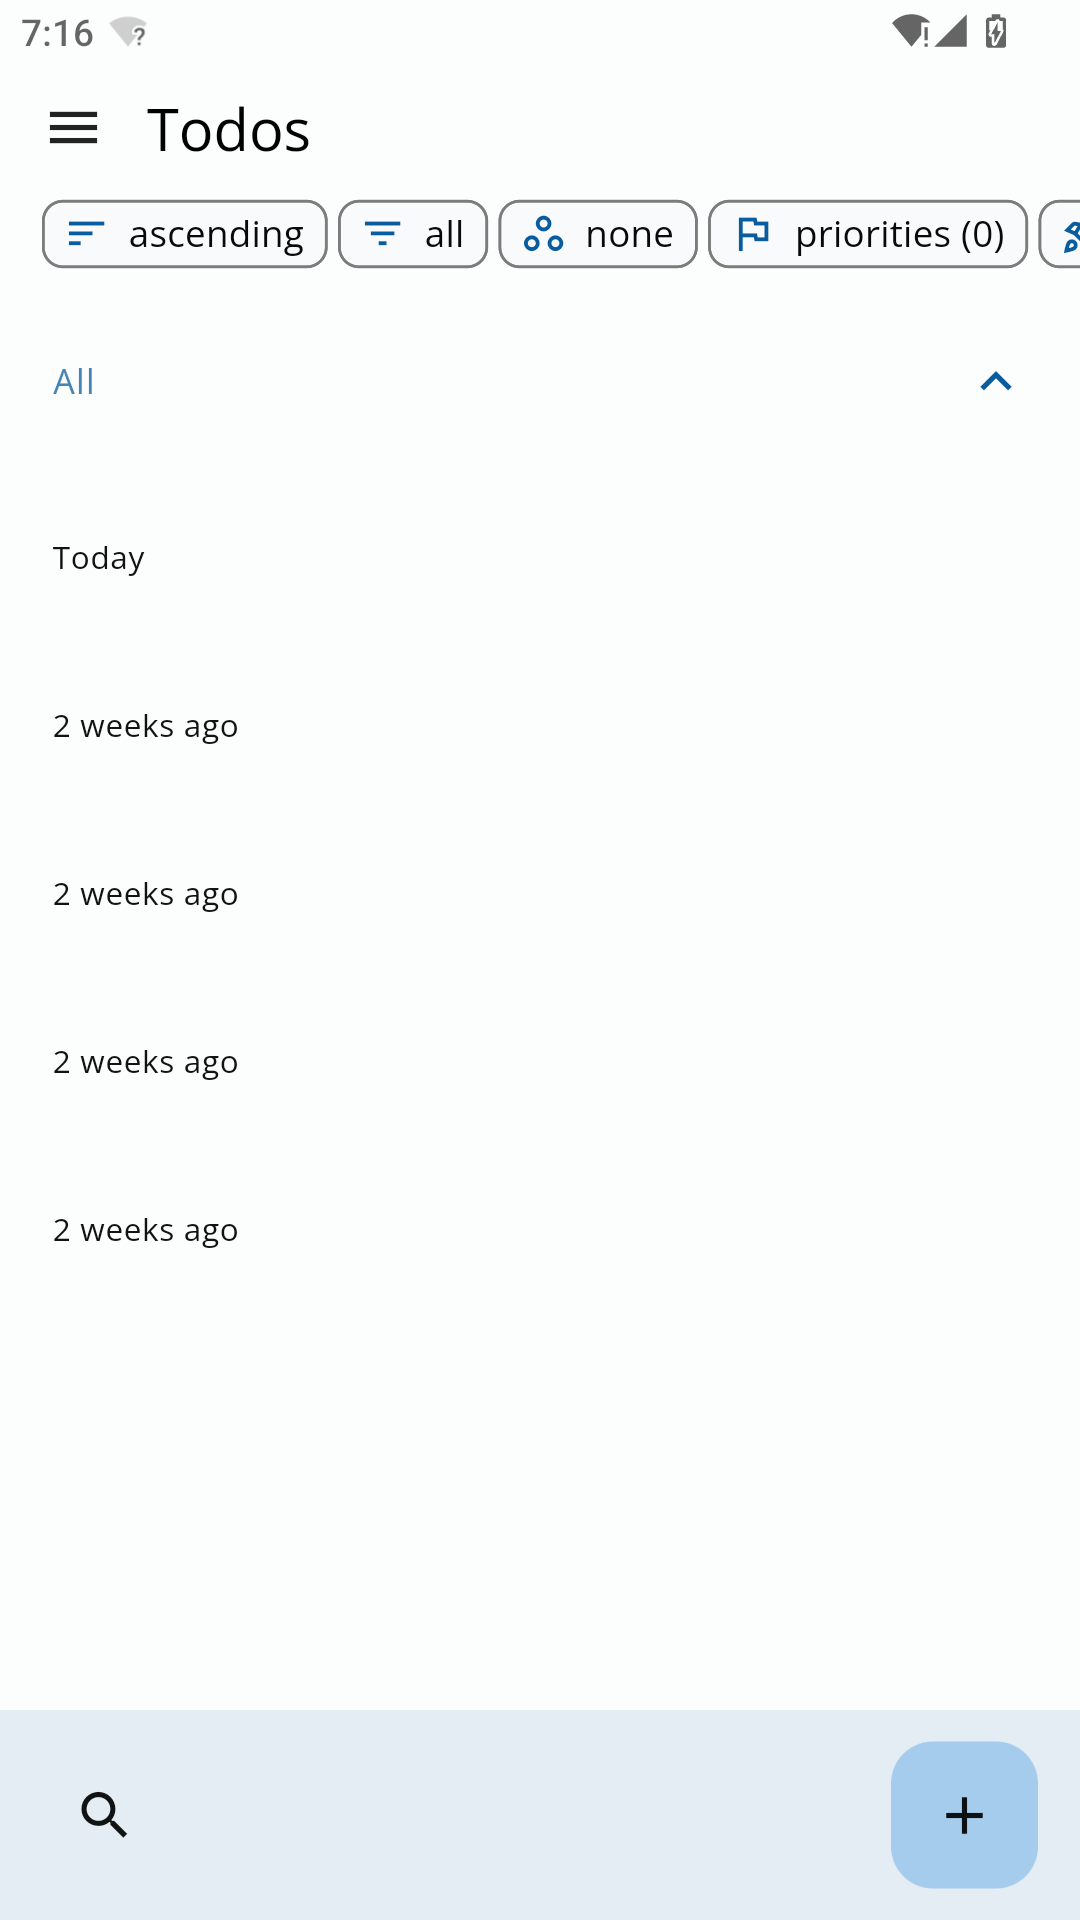 7:16
Todos
ascending
all
none
priorities (0)
All
Today
2 weeks ago
2 weeks ago
2 weeks ago
2 weeks ago